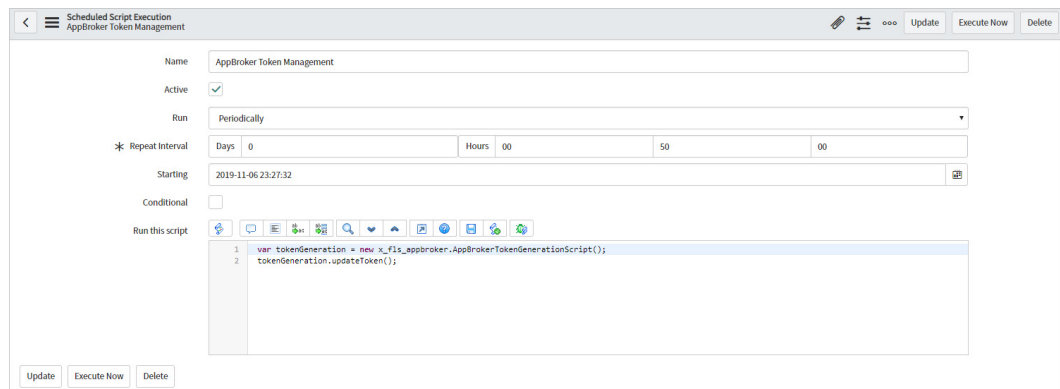 Scheduled Script Execution
AppBroker Token Management
Update Execute Now Delete
Name AppBroker Token Management
Active
Run Periodically
Repeat Interval Days 0 Hours 00 50 00
Starting 2019-11-06 23:27:32
Conditional
Run this script
1 var tokenGeneration = new x_fls_appbroker.AppBrokerTokenGenerationScript();
2 tokenGeneration.updateToken();
Update Execute Now Delete